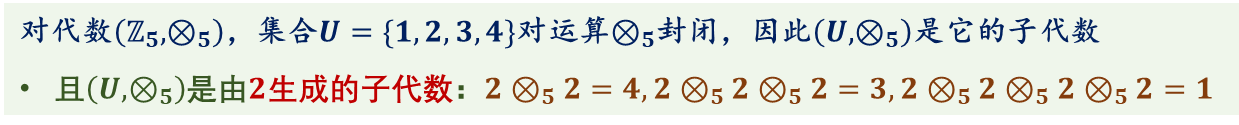 对代数(ℤ₅,⊗₅)，集合U = {1, 2, 3, 4}对运算⊗₅封闭，因此(U,⊗₅)是它的子代数
• 且(U,⊗₅)是由2生成的子代数：2 ⊗₅ 2 = 4, 2 ⊗₅ 2 ⊗₅ 2 = 3, 2 ⊗₅ 2 ⊗₅ 2 ⊗₅ 2 = 1